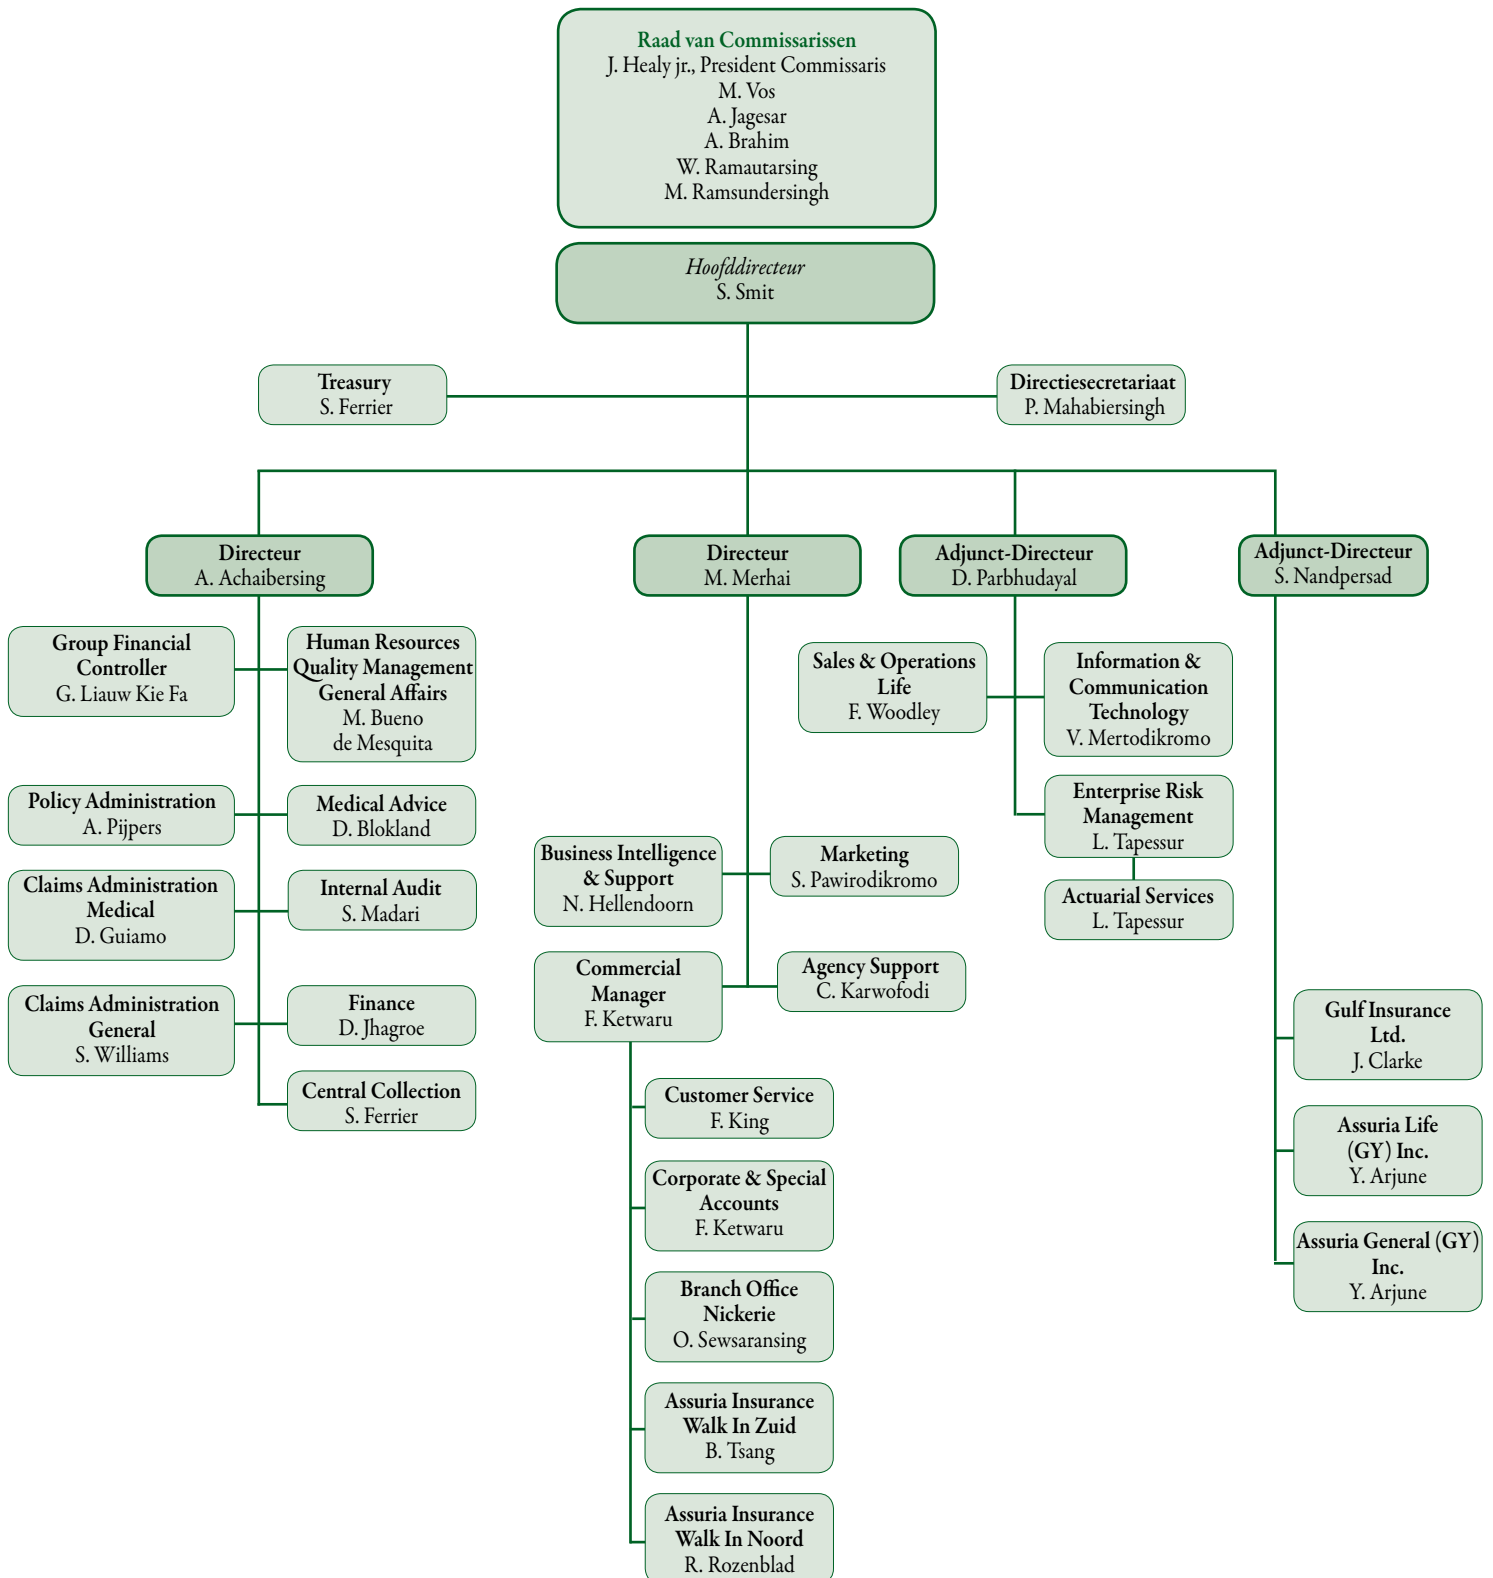 Raad van Commissarissen
J. Healy jr., President Commissaris
M. Vos
A. Jagesar
A. Brahim
W. Ramautarsing
M. Ramsundersingh
Hoofddirecteur
S. Smit
Treasury
S. Ferrier
Directiesecretariaat
P. Mahabiersingh
Directeur
A. Achaibersing
Directeur
M. Merhai
Adjunct-Directeur
D. Parbhudayal
Adjunct-Directeur
S. Nandpersad
Group Financial
Controller
G. Liauw Kie Fa
Human Resources
Quality Management
General Affairs
M. Bueno
de Mesquita
Policy Administration
A. Pijpers
Medical Advice
D. Blokland
Claims Administration
Medical
D. Guiamo
Internal Audit
S. Madari
Claims Administration
General
S. Williams
Finance
D. Jhagroe
Central Collection
S. Ferrier
Business Intelligence
& Support
N. Hellendoorn
Marketing
S. Pawirodikromo
Commercial
Manager
F. Ketwaru
Agency Support
C. Karwofodi
Customer Service
F. King
Corporate & Special
Accounts
F. Ketwaru
Branch Office
Nickerie
O. Sewsaransing
Assuria Insurance
Walk In Zuid
B. Tsang
Assuria Insurance
Walk In Noord
R. Rozenblad
Sales & Operations
Life
F. Woodley
Information &
Communication
Technology
V. Mertodikromo
Enterprise Risk
Management
L. Tapessur
Actuarial Services
L. Tapessur
Gulf Insurance
Ltd.
J. Clarke
Assuria Life
(GY) Inc.
Y. Arjune
Assuria General (GY)
Inc.
Y. Arjune